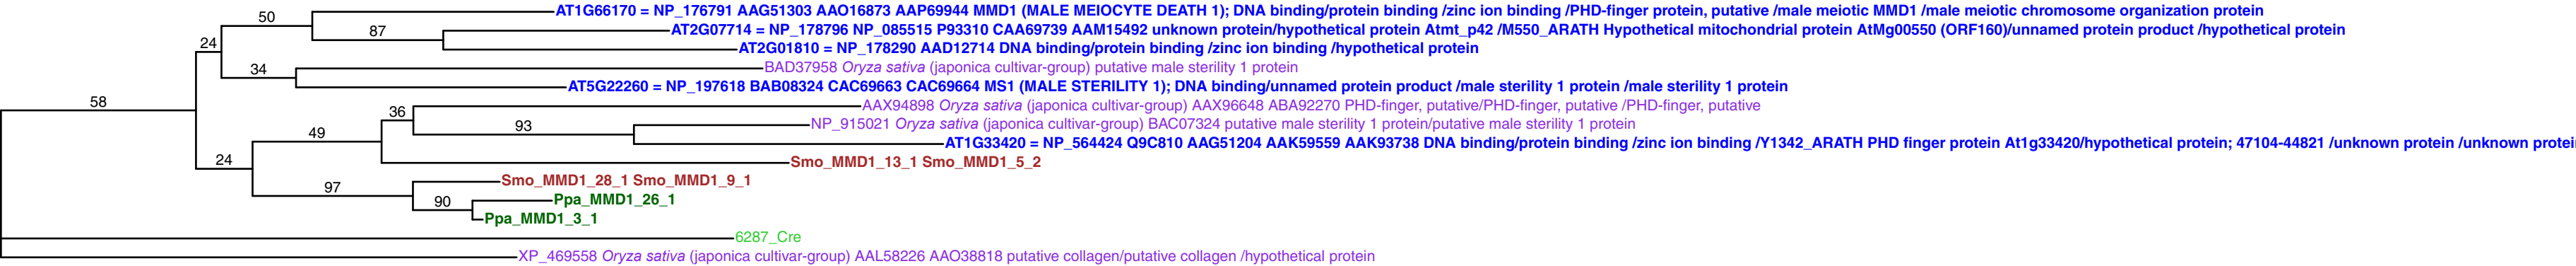 50
AT1G66170 = NP_176791 AAG51303 AAO16873 AAP69944 MMD1 (MALE MEIOCYTE DEATH 1); DNA binding/protein binding /zinc ion binding /PHD-finger protein, putative /male meiotic MMD1 /male meiotic chromosome organization protein
87
AT2G07714 = NP_178796 NP_085515 P93310 CAA69739 AAM15492 unknown protein/hypothetical protein Atmt_p42 /M550_ARATH Hypothetical mitochondrial protein AtMg00550 (ORF160)/unnamed protein product /hypothetical protein
24
AT2G01810 = NP_178290 AAD12714 DNA binding/protein binding /zinc ion binding /hypothetical protein
34
BAD37958 Oryza sativa (japonica cultivar-group) putative male sterility 1 protein
AT5G22260 = NP_197618 BAB08324 CAC69663 CAC69664 MS1 (MALE STERILITY 1); DNA binding/unnamed protein product /male sterility 1 protein /male sterility 1 protein
58
36
AAX94898 Oryza sativa (japonica cultivar-group) AAX96648 ABA92270 PHD-finger, putative/PHD-finger, putative /PHD-finger, putative
93
NP_915021 Oryza sativa (japonica cultivar-group) BAC07324 putative male sterility 1 protein/putative male sterility 1 protein
49
AT1G33420 = NP_564424 Q9C810 AAG51204 AAK59559 AAK93738 DNA binding/protein binding /zinc ion binding /Y1342_ARATH PHD finger protein At1g33420/hypothetical protein; 47104-44821 /unknown protein /unknown protei
24
Smo_MMD1_13_1 Smo_MMD1_5_2
97
Smo_MMD1_28_1 Smo_MMD1_9_1
90
Ppa_MMD1_26_1
Ppa_MMD1_3_1
6287_Cre
XP_469558 Oryza sativa (japonica cultivar-group) AAL58226 AAO38818 putative collagen/putative collagen /hypothetical protein